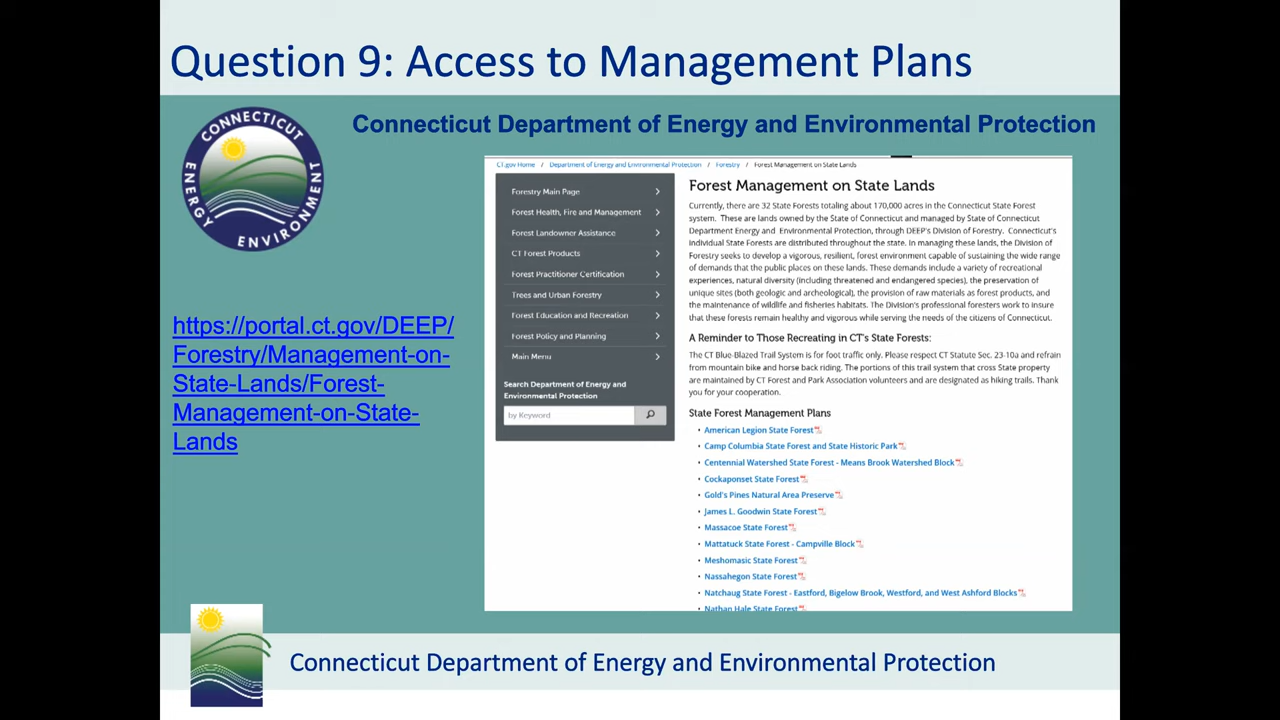 Question 9: Access to Management Plans
CONNECTICUT
ENERGY
ENVIRONMENT
Connecticut Department of Energy and Environmental Protection
https://portal.ct.gov/DEEP/
Forestry/Management-on-
State-Lands/Forest-
Management-on-State-
Lands
CT.gov Home / Department of Energy and Environmental Protection / Forestry / Forest Management on State Lands
Forestry Main Page
Forest Health, Fire and Management
Forest Landowner Assistance
CT Forest Products
Forest Practitioner Certification
Trees and Urban Forestry
Forest Education and Recreation
Forest Policy and Planning
Main Menu
Search Department of Energy and
Environmental Protection
by Keyword
Forest Management on State Lands
Currently, there are 32 State Forests totaling about 170,000 acres in the Connecticut State Forest
system. These are lands owned by the State of Connecticut and managed by State of Connecticut
Department Energy and Environmental Protection, through DEEP's Division of Forestry. Connecticut's
individual State Forests are distributed throughout the state. In managing these lands, the Division of
Forestry seeks to develop a vigorous, resilient, forest environment capable of sustaining the wide range
of demands that the public places on these lands. These demands include a variety of recreational
experiences, natural diversity (including threatened and endangered species), the preservation of
unique sites (both geologic and archeological), the provision of raw materials as forest products, and
the maintenance of wildlife and fisheries habitats. The Division's professional foresters work to insure
that these forests remain healthy and vigorous while serving the needs of the citizens of Connecticut.
A Reminder to Those Recreating in CT's State Forests:
The CT Blue-Blazed Trail System is for foot traffic only. Please respect CT Statute Sec. 23-10a and refrain
from mountain bike and horse back riding. The portions of this trail system that cross State property
are maintained by CT Forest and Park Association volunteers and are designated as hiking trails. Thank
you for your cooperation.
State Forest Management Plans
• American Legion State Forest
• Camp Columbia State Forest and State Historic Park
• Centennial Watershed State Forest - Means Brook Watershed Block
• Cockaponset State Forest
• Gold's Pines Natural Area Preserve
• James L. Goodwin State Forest
• Massacoe State Forest
• Mattatuck State Forest - Campville Block
• Meshomasic State Forest
• Nassahegon State Forest
• Natchaug State Forest - Eastford, Bigelow Brook, Westford, and West Ashford Blocks
• Nathan Hale State Forest
Connecticut Department of Energy and Environmental Protection